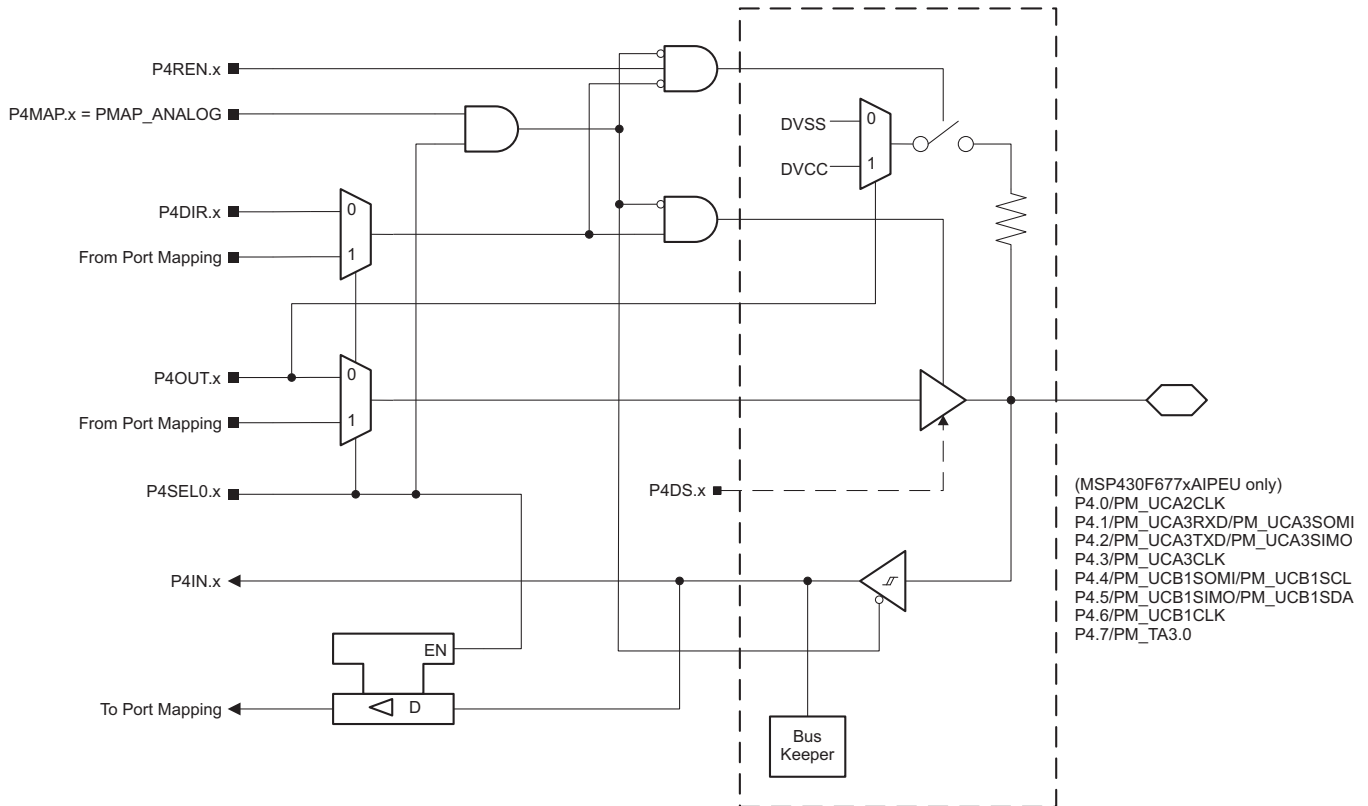 P4REN.x
P4MAP.x = PMAP_ANALOG
DVSS
0
DVCC
1
P4DIR.x
0
From Port Mapping
1
P4OUT.x
0
From Port Mapping
1
P4SEL0.x
P4DS.x
(MSP430F677xAIPEU only)
P4.0/PM_UCA2CLK
P4.1/PM_UCA3RXD/PM_UCA3SOMI
P4.2/PM_UCA3TXD/PM_UCA3SIMO
P4.3/PM_UCA3CLK
P4.4/PM_UCB1SOMI/PM_UCB1SCL
P4.5/PM_UCB1SIMO/PM_UCB1SDA
P4.6/PM_UCB1CLK
P4.7/PM_TA3.0
P4IN.x
EN
To Port Mapping
D
Bus
Keeper